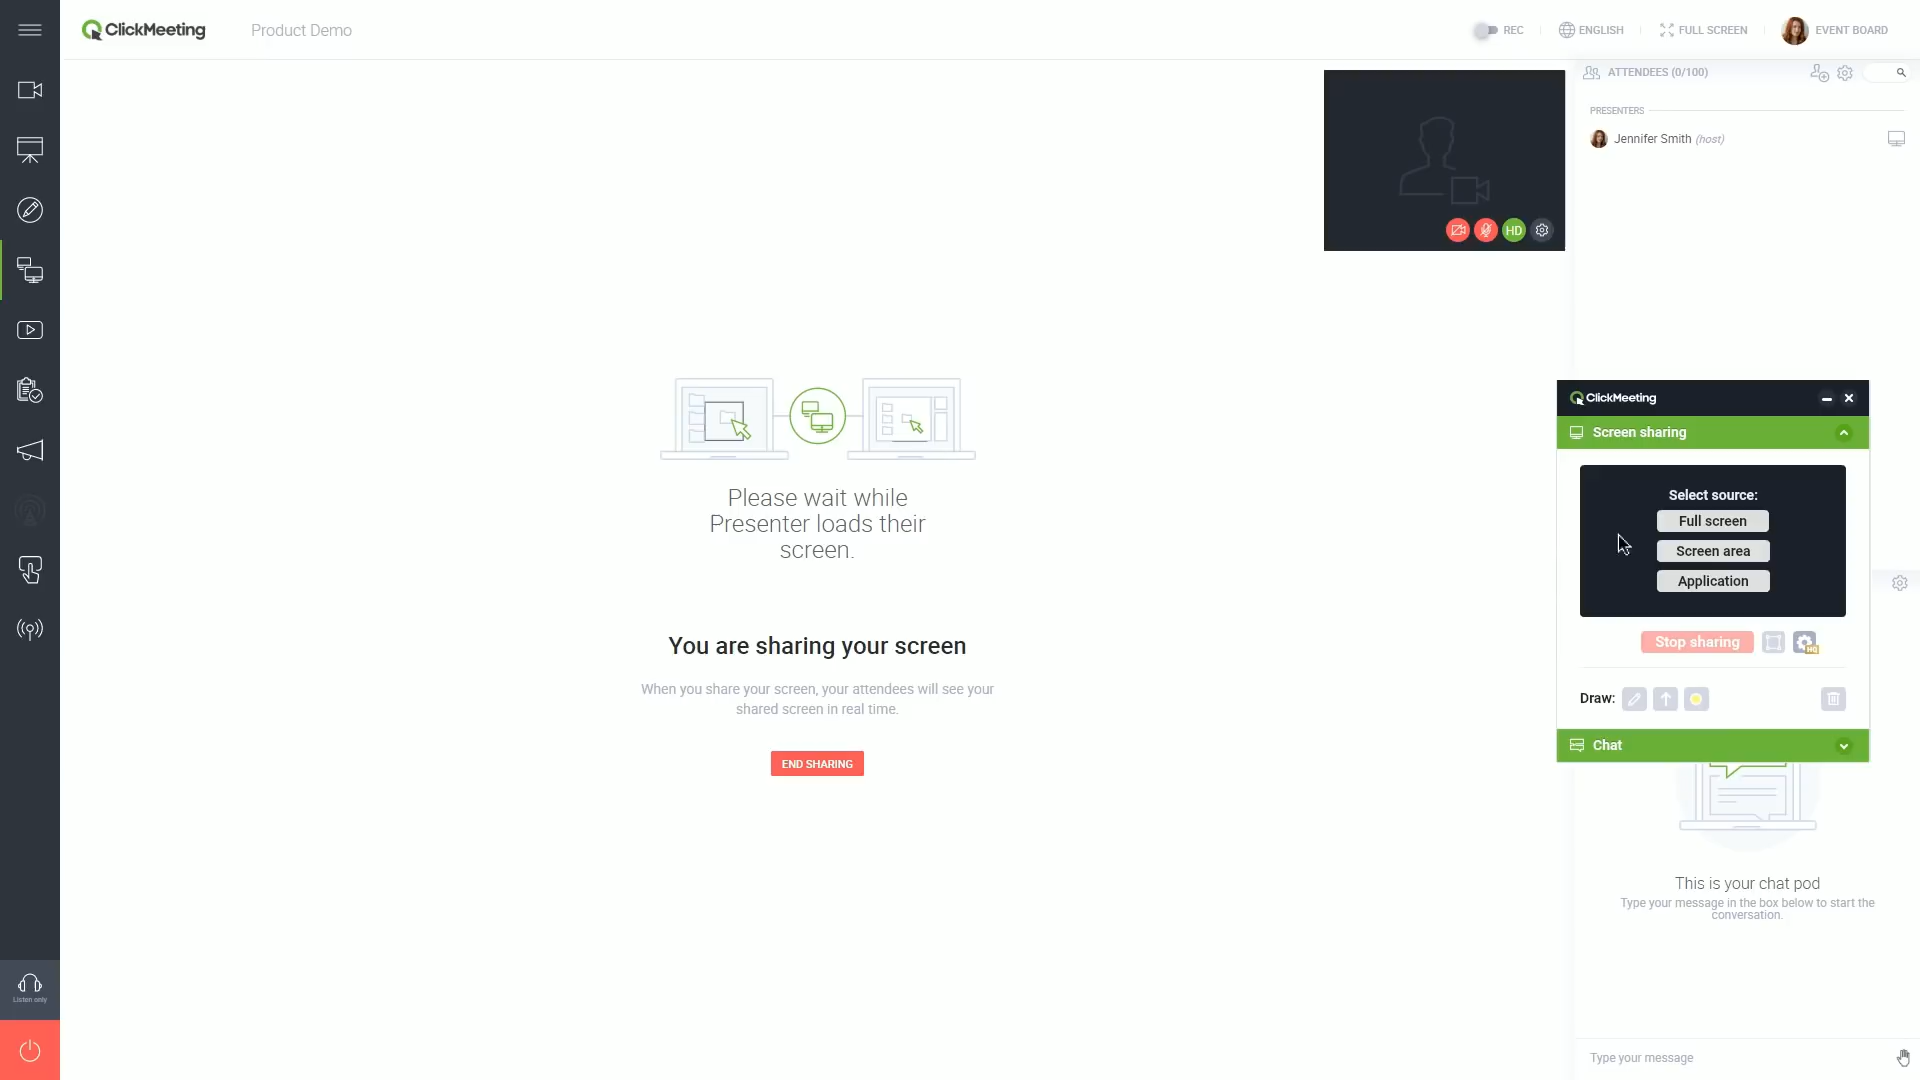 ClickMeeting
Product Demo
REC
ENGLISH
FULL SCREEN
EVENT BOARD
ATTENDEES (0/100)
PRESENTERS
Jennifer Smith (host)
HD
ClickMeeting
Screen sharing
Select source:
Full screen
Screen area
Application
Stop sharing
HQ
Draw:
Chat
Please wait while
Presenter loads their
screen.
You are sharing your screen
When you share your screen, your attendees will see your
shared screen in real time.
END SHARING
This is your chat pod
Type your message in the box below to start the
conversation.
Listen only
Type your message